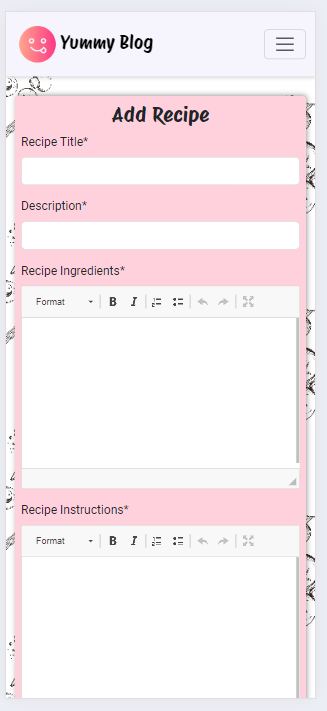 Yummy Blog
Add Recipe
Recipe Title*
Description*
Recipe Ingredients*
Format
B I
Recipe Instructions*
Format
B I